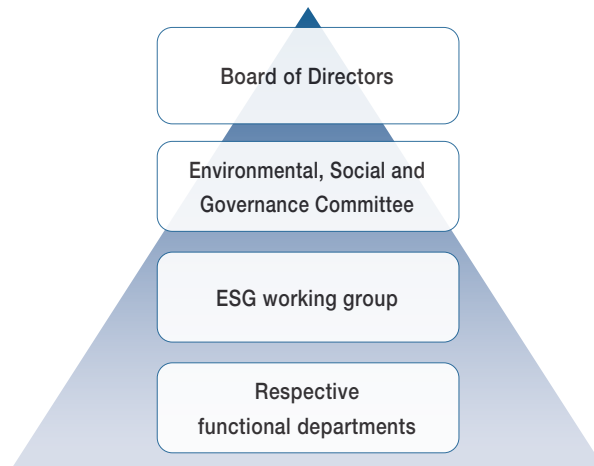 Board of Directors
Environmental, Social and
Governance Committee
ESG working group
Respective
functional departments